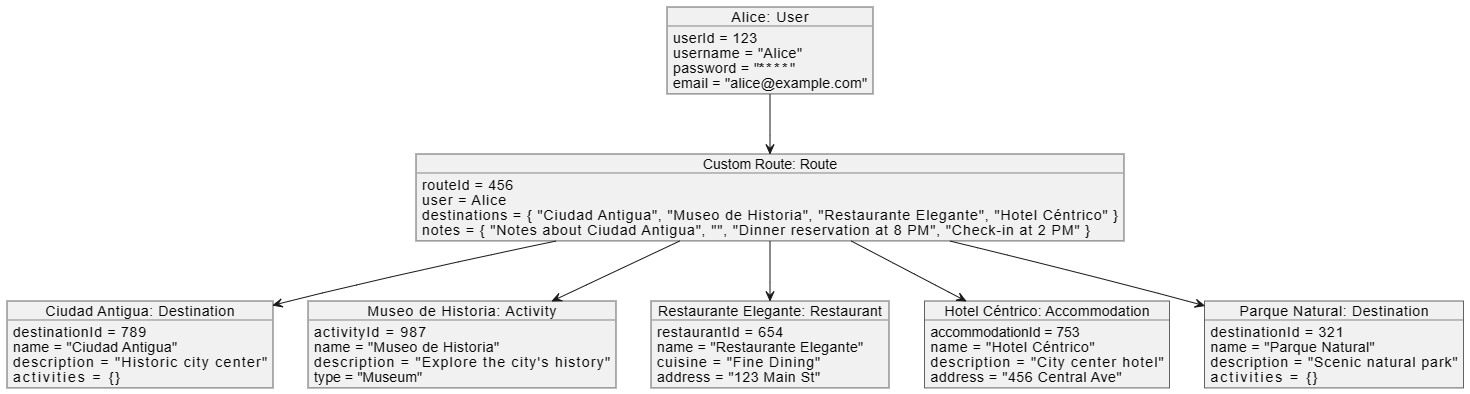 Alice: User
userId = 123
username = "Alice"
password = "****"
email = "alice@example.com"
Custom Route: Route
routeId = 456
user = Alice
destinations = { "Ciudad Antigua", "Museo de Historia", "Restaurante Elegante", "Hotel Céntrico" }
notes = { "Notes about Ciudad Antigua", "", "Dinner reservation at 8 PM", "Check-in at 2 PM" }
Ciudad Antigua: Destination
destinationId = 789
name = "Ciudad Antigua"
description = "Historic city center"
activities = {}
Museo de Historia: Activity
activityId = 987
name = "Museo de Historia"
description = "Explore the city's history"
type = "Museum"
Restaurante Elegante: Restaurant
restaurantId = 654
name = "Restaurante Elegante"
cuisine = "Fine Dining"
address = "123 Main St"
Hotel Céntrico: Accommodation
accommodationId = 753
name = "Hotel Céntrico"
description = "City center hotel"
address = "456 Central Ave"
Parque Natural: Destination
destinationId = 321
name = "Parque Natural"
description = "Scenic natural park"
activities = {}